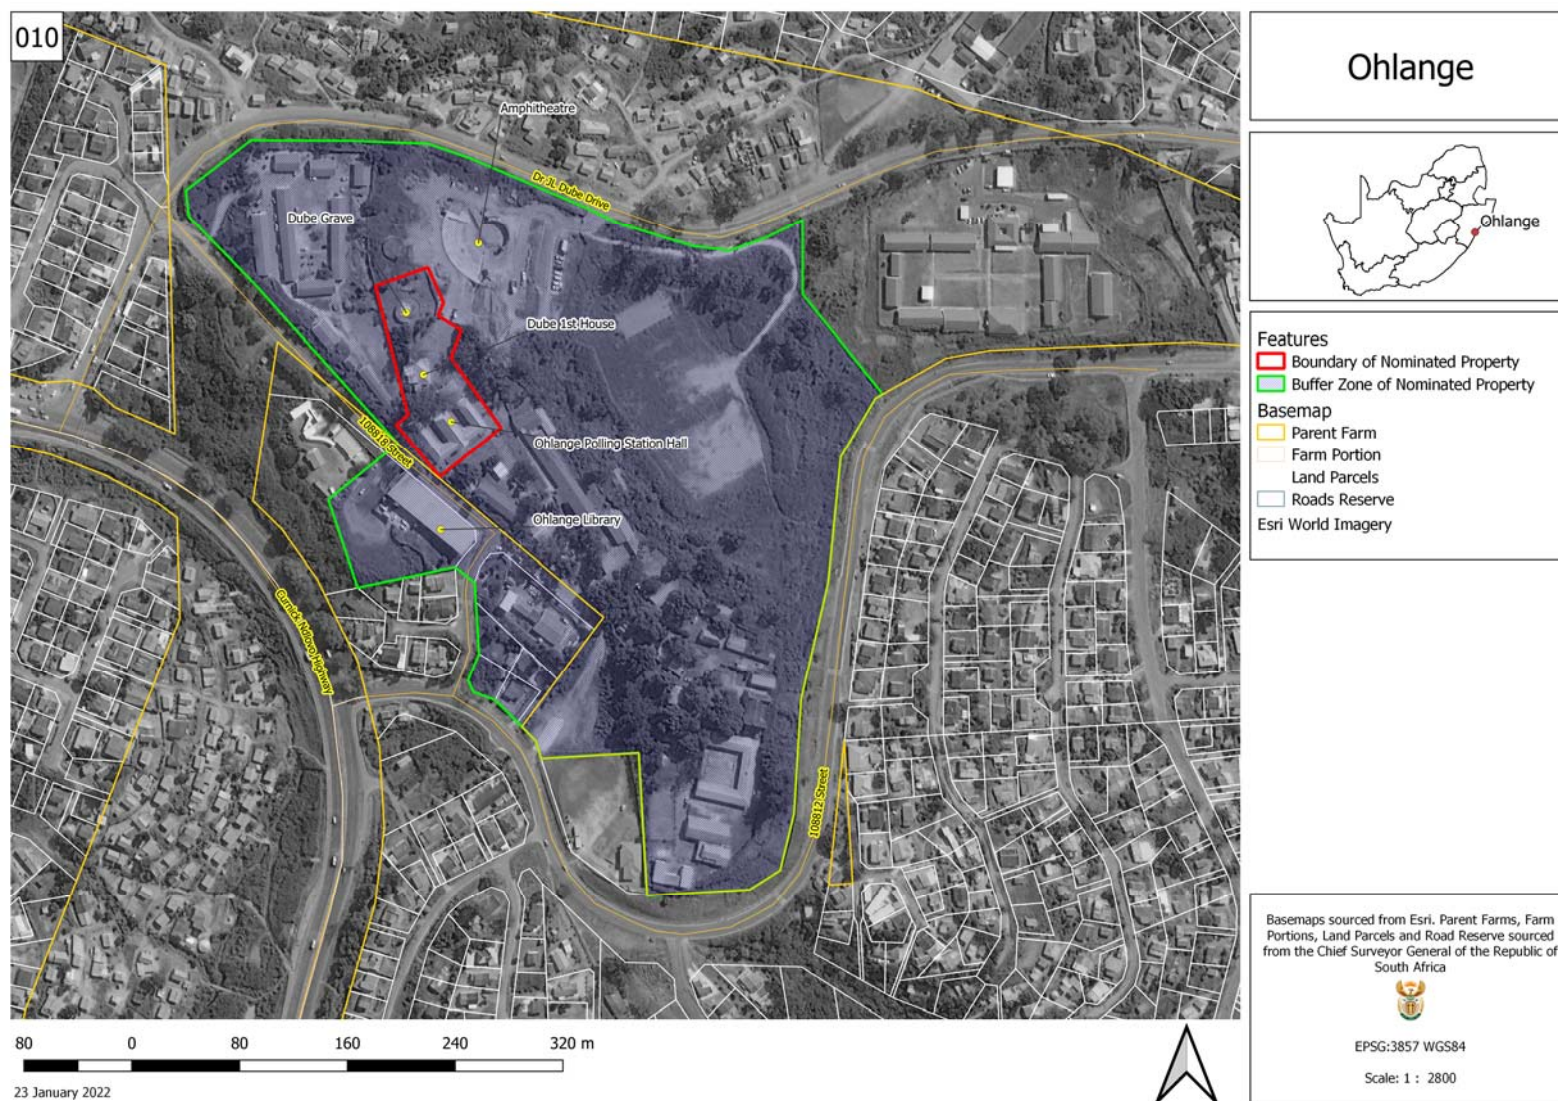 010
Amphitheatre
Dr JL Dube Drive
Dube Grave
Dube 1st House
108818 Street
Ohlange Polling Station Hall
Ohlange Library
Curnick Ndlovu Highway
108812 Street
Ohlange
Ohlange
Features
Boundary of Nominated Property
Buffer Zone of Nominated Property
Basemap
Parent Farm
Farm Portion
Land Parcels
Roads Reserve
Esri World Imagery
Basemaps sourced from Esri. Parent Farms, Farm
Portions, Land Parcels and Road Reserve sourced
from the Chief Surveyor General of the Republic of
South Africa
EPSG:3857 WGS84
Scale: 1 : 2800
80 0 80 160 240 320 m
23 January 2022